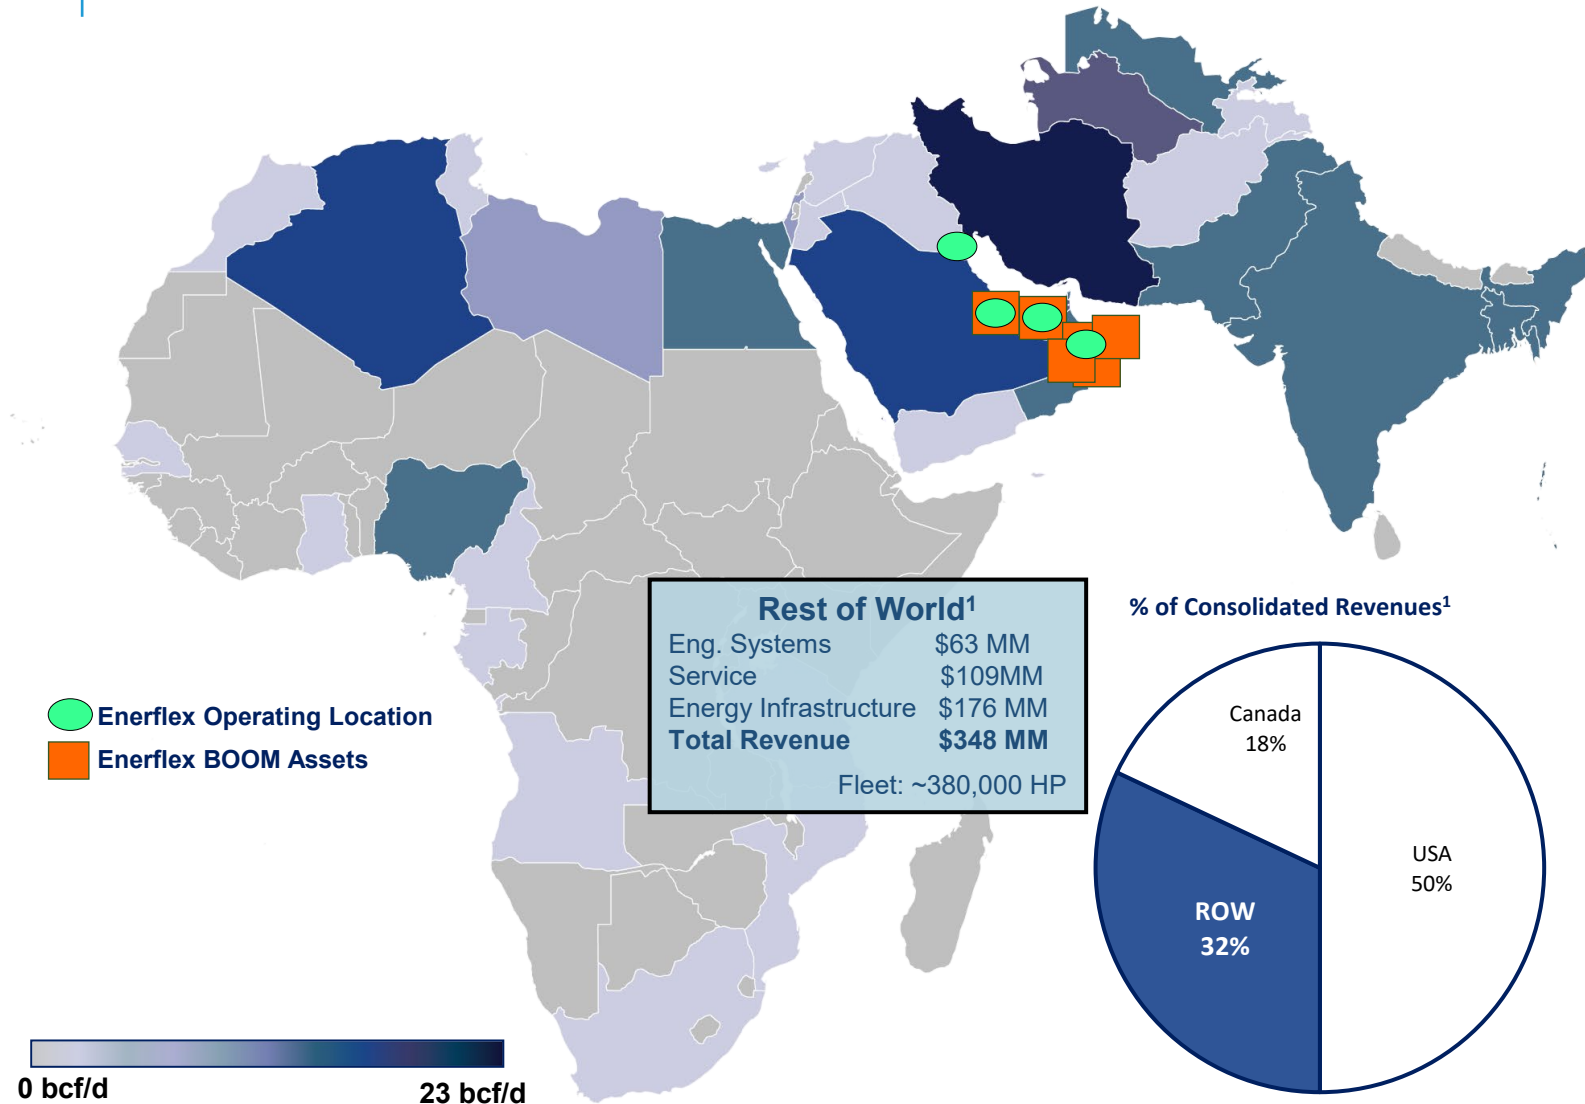 Rest of World¹
Eng. Systems $63 MM
Service $109MM
Energy Infrastructure $176 MM
Total Revenue $348 MM
Fleet: ~380,000 HP
% of Consolidated Revenues¹
Canada
18%
USA
50%
ROW
32%
Enerflex Operating Location
Enerflex BOOM Assets
0 bcf/d
23 bcf/d